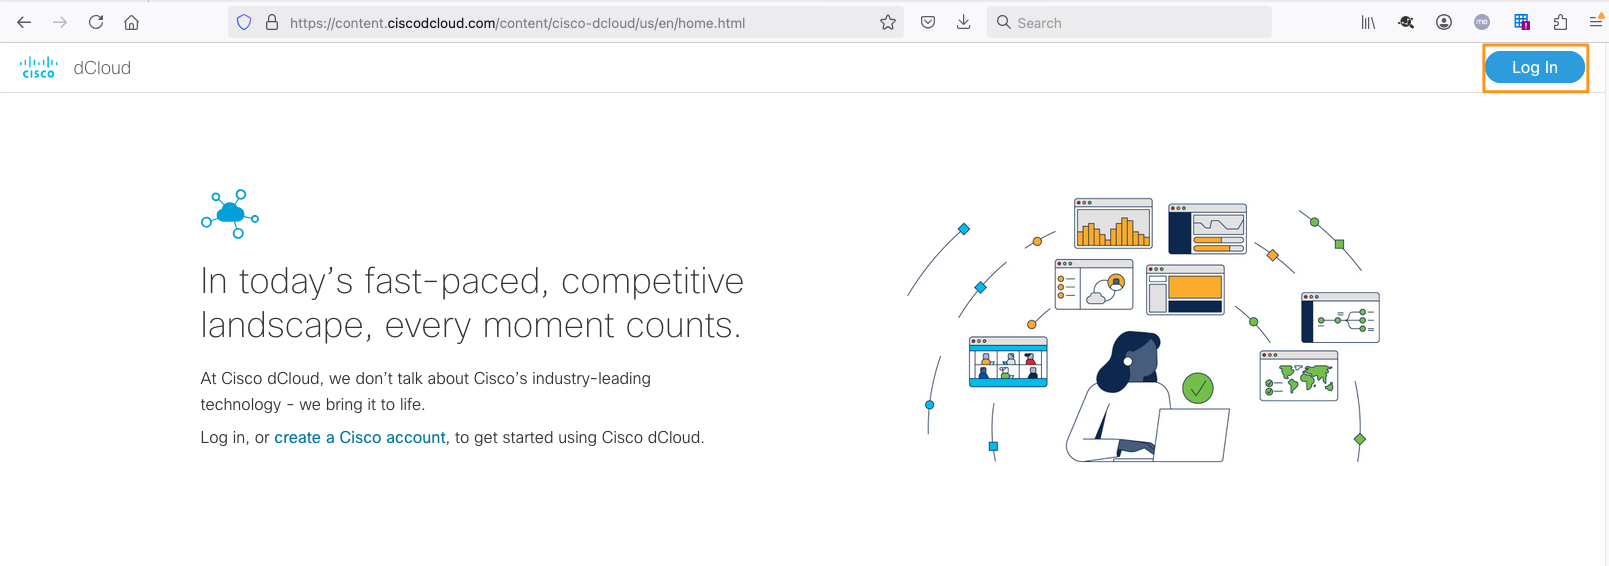 https://content.ciscodcloud.com/content/cisco-dcloud/us/en/home.html
Search
me
CISCO dCloud
Log In
In today’s fast-paced, competitive
landscape, every moment counts.
At Cisco dCloud, we don’t talk about Cisco’s industry-leading
technology - we bring it to life.
Log in, or create a Cisco account, to get started using Cisco dCloud.